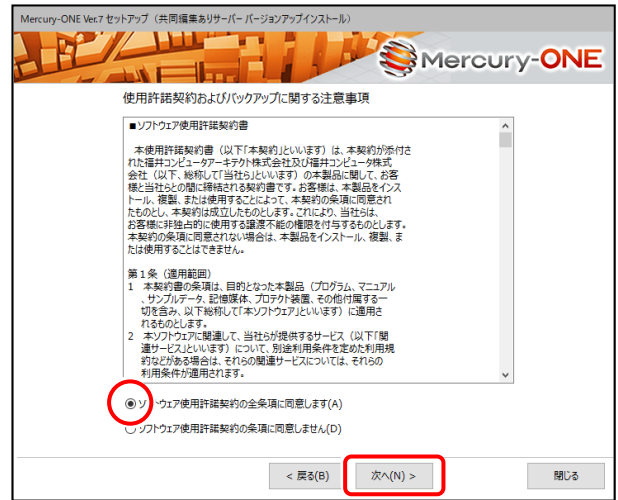 Mercury-ONE Ver.7 セットアップ（共同編集ありサーバー バージョンアップインストール）
Mercury-ONE
使用許諾契約およびバックアップに関する注意事項
■ソフトウェア使用許諾契約書
本使用許諾契約書（以下「本契約」といいます）は、本契約が添付さ
れた福井コンピュータアーキテクト株式会社及び福井コンピュータ株式
会社（以下、総称して「当社ら」といいます）の本製品に関して、お客
様と当社らとの間に締結される契約書です。お客様は、本製品をインス
トール、複製、または使用することによって、本契約の条項に同意され
たものとし、本契約は成立したものとします。これにより、当社らは、
お客様に非独占的に使用する譲渡不能の権限を付与するものとします。
本契約の条項に同意されない場合は、本製品をインストール、複製、ま
たは使用することはできません。
第１条（適用範囲）
１ 本契約書の条項は、目的となった本製品（プログラム、マニュアル
、サンプルデータ、記憶媒体、プロテクト装置、その他付属する一
切を含み、以下総称して「本ソフトウェア」といいます）に適用さ
れるものとします。
２ 本ソフトウェアに関連して、当社らが提供するサービス（以下「関
連サービス」といいます）について、別途利用条件を定めた利用規
約などがある場合は、それらの関連サービスについては、それらの
利用条件が適用されます。
ソフトウェア使用許諾契約の全条項に同意します(A)
ソフトウェア使用許諾契約の条項に同意しません(D)
< 戻る(B) 次へ(N) > 閉じる